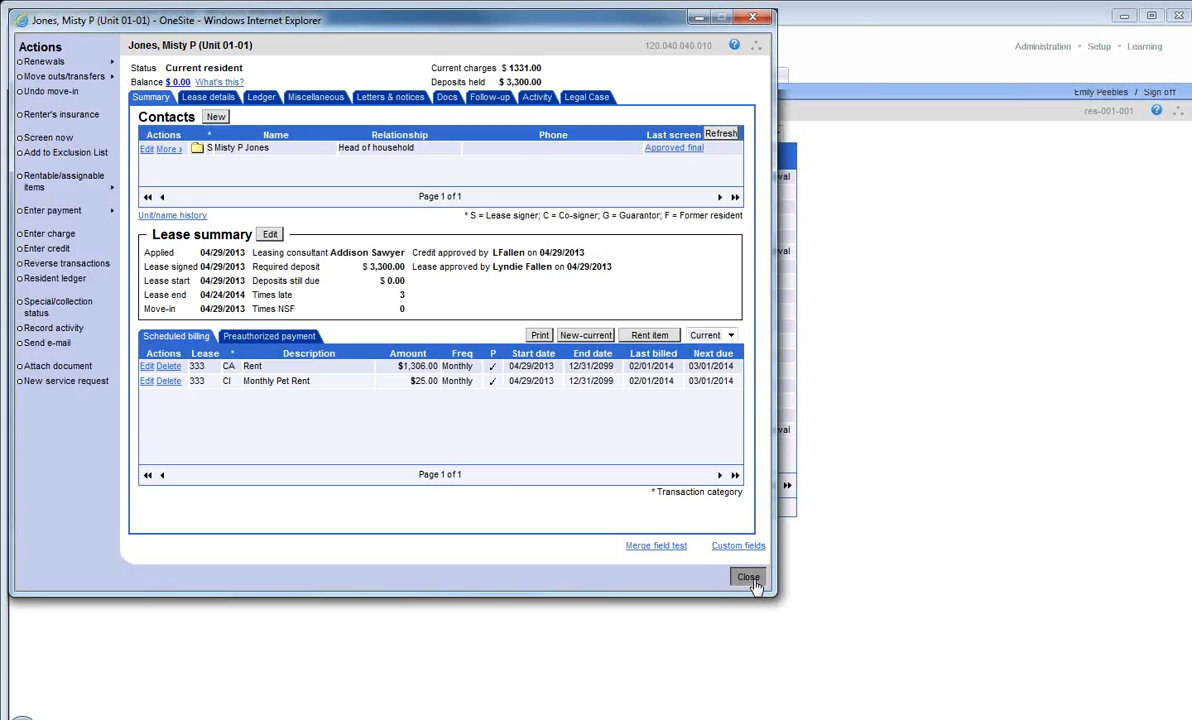 Jones, Misty P (Unit 01-01) - OneSite - Windows Internet Explorer
Administration • Setup • Learning
Emily Peebles / Sign off
res-001-001
Actions
Renewals
Move outs/transfers
Undo move-in
Renter's insurance
Screen now
Add to Exclusion List
Rentable/assignable
items
Enter payment
Enter charge
Enter credit
Reverse transactions
Resident ledger
Special/collection
status
Record activity
Send e-mail
Attach document
New service request
Jones, Misty P (Unit 01-01) 120.040.040.010
Status Current resident Current charges $ 1331.00
Balance $ 0.00 What's this? Deposits held $ 3,300.00
Summary Lease details Ledger Miscellaneous Letters & notices Docs Follow-up Activity Legal Case
Contacts New
Actions * Name Relationship Phone Last screen Refresh
Edit More › S Misty P Jones Head of household Approved final
Page 1 of 1
Unit/name history * S = Lease signer; C = Co-signer; G = Guarantor; F = Former resident
Lease summary Edit
Applied 04/29/2013 Leasing consultant Addison Sawyer Credit approved by LFallen on 04/29/2013
Lease signed 04/29/2013 Required deposit $ 3,300.00 Lease approved by Lyndie Fallen on 04/29/2013
Lease start 04/29/2013 Deposits still due $ 0.00
Lease end 04/24/2014 Times late 3
Move-in 04/29/2013 Times NSF 0
Scheduled billing Preauthorized payment Print New-current Rent item Current
Actions Lease * Description Amount Freq P Start date End date Last billed Next due
Edit Delete 333 CA Rent $1,306.00 Monthly ✓ 04/29/2013 12/31/2099 02/01/2014 03/01/2014
Edit Delete 333 CI Monthly Pet Rent $25.00 Monthly ✓ 04/29/2013 12/31/2099 02/01/2014 03/01/2014
Page 1 of 1
* Transaction category
Merge field test Custom fields
Close